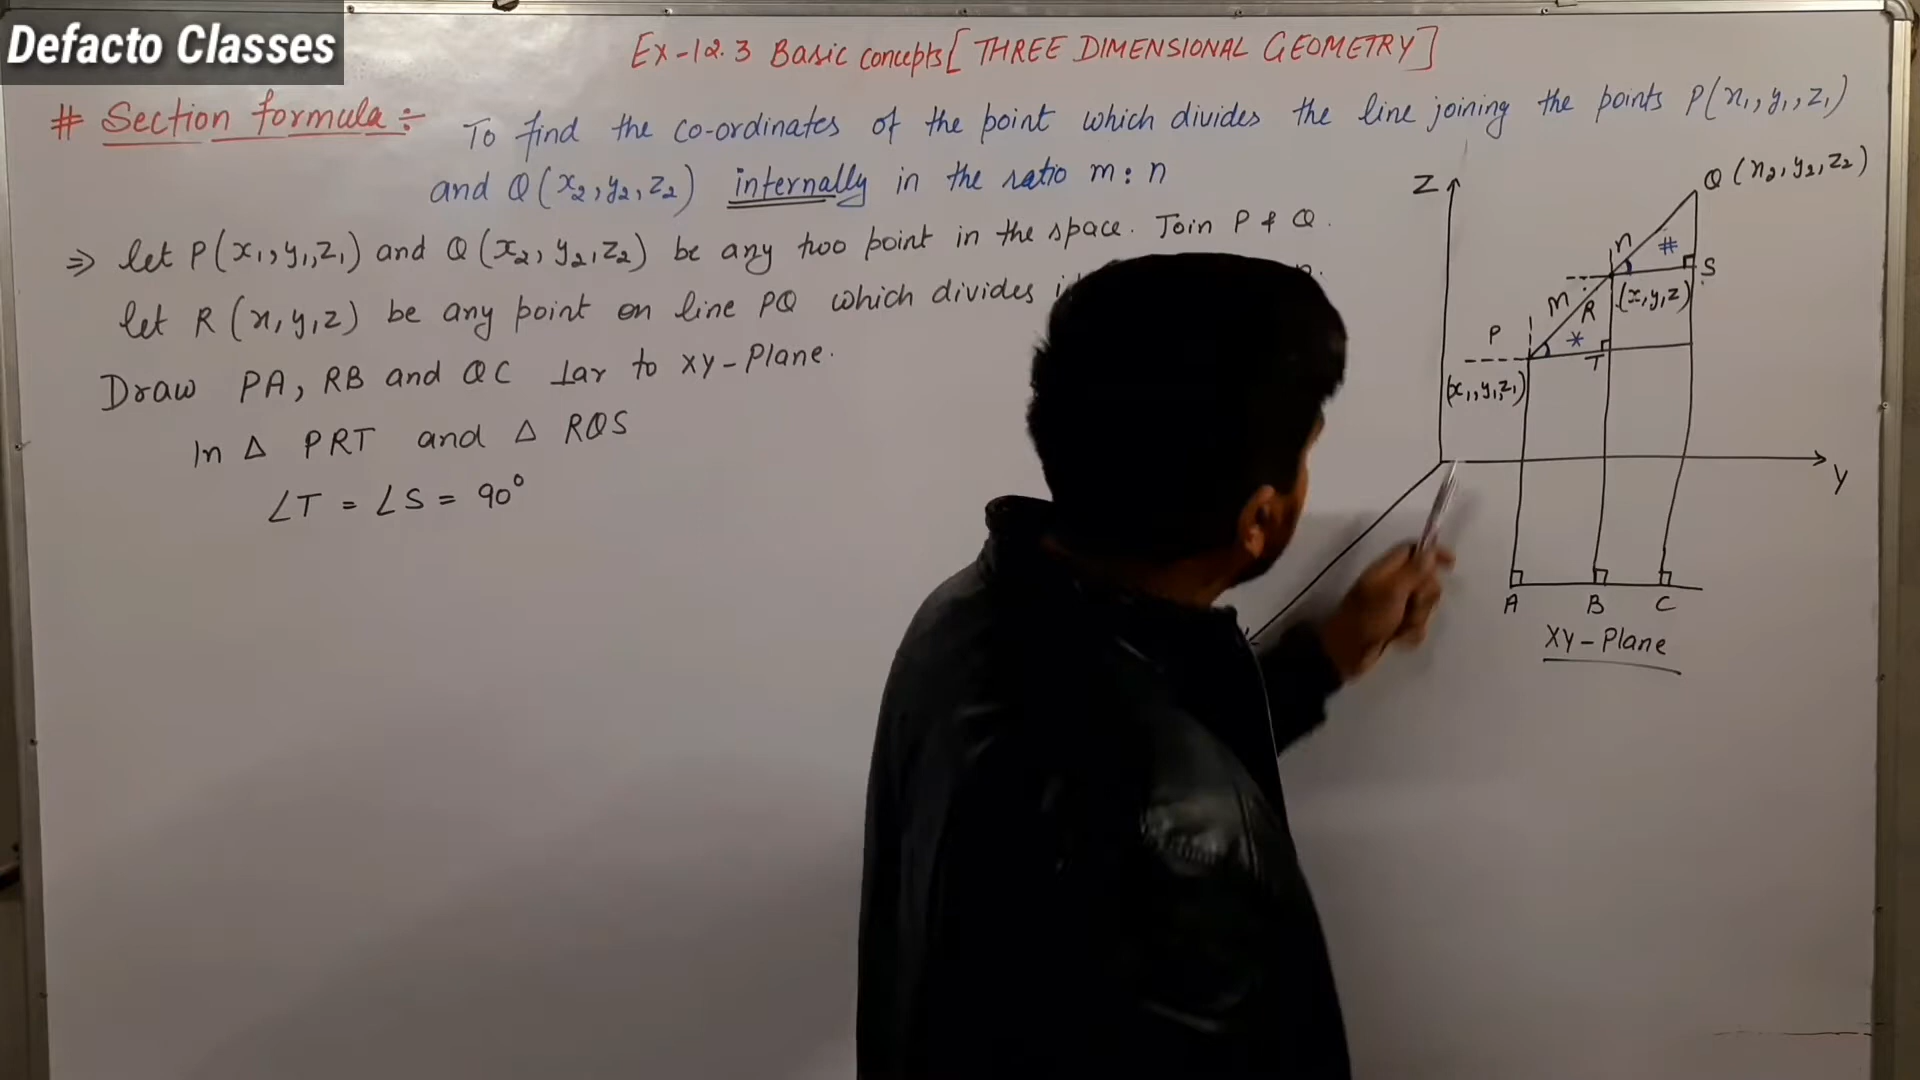 Defacto Classes
Ex-12.3 Basic concepts [THREE DIMENSIONAL GEOMETRY]
# Section formula ÷ To find the co-ordinates of the point which divides the line joining the points P(x₁, y₁, z₁)
and Q(x₂, y₂, z₂) internally in the ratio m : n
⇒ let P(x₁, y₁, z₁) and Q(x₂, y₂, z₂) be any two point in the space. Join P & Q.
let R(x, y, z) be any point on line PQ which divides
Draw PA, RB and QC ⊥ar to XY-Plane.
In Δ PRT and Δ RQS
∠T = ∠S = 90°
Z
Q (x₂, y₂, z₂)
n #
S
m R (x, y, z)
P *
T
(x₁, y₁, z₁)
Y
A B C
XY-Plane